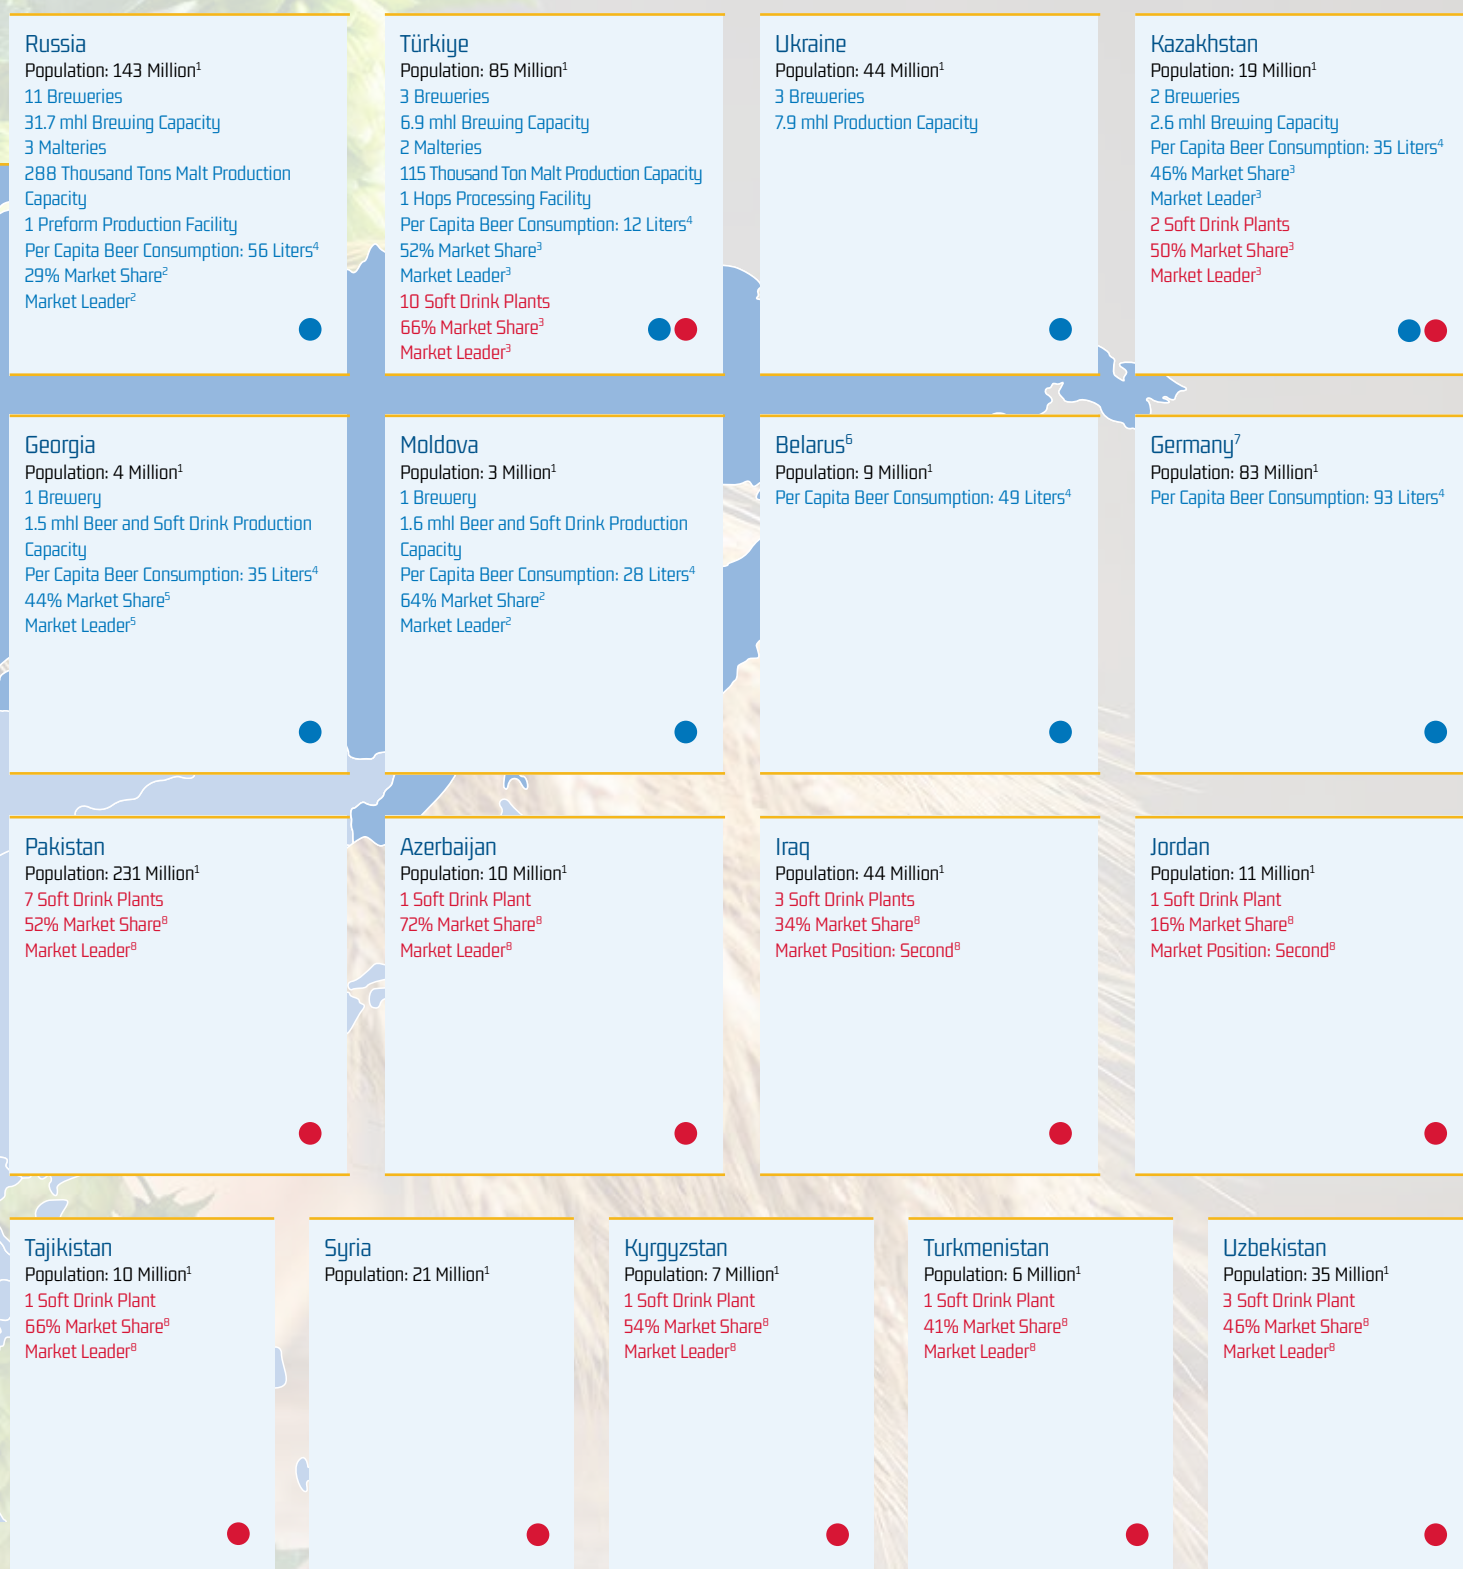 Russia
Population: 143 Million¹
11 Breweries
31.7 mhl Brewing Capacity
3 Malteries
288 Thousand Tons Malt Production
Capacity
1 Preform Production Facility
Per Capita Beer Consumption: 56 Liters⁴
29% Market Share²
Market Leader²
Türkiye
Population: 85 Million¹
3 Breweries
6.9 mhl Brewing Capacity
2 Malteries
115 Thousand Ton Malt Production Capacity
1 Hops Processing Facility
Per Capita Beer Consumption: 12 Liters⁴
52% Market Share³
Market Leader³
10 Soft Drink Plants
66% Market Share³
Market Leader³
Ukraine
Population: 44 Million¹
3 Breweries
7.9 mhl Production Capacity
Kazakhstan
Population: 19 Million¹
2 Breweries
2.6 mhl Brewing Capacity
Per Capita Beer Consumption: 35 Liters⁴
46% Market Share³
Market Leader³
2 Soft Drink Plants
50% Market Share³
Market Leader³
Georgia
Population: 4 Million¹
1 Brewery
1.5 mhl Beer and Soft Drink Production
Capacity
Per Capita Beer Consumption: 35 Liters⁴
44% Market Share⁵
Market Leader⁵
Moldova
Population: 3 Million¹
1 Brewery
1.6 mhl Beer and Soft Drink Production
Capacity
Per Capita Beer Consumption: 28 Liters⁴
64% Market Share²
Market Leader²
Belarus⁶
Population: 9 Million¹
Per Capita Beer Consumption: 49 Liters⁴
Germany⁷
Population: 83 Million¹
Per Capita Beer Consumption: 93 Liters⁴
Pakistan
Population: 231 Million¹
7 Soft Drink Plants
52% Market Share⁸
Market Leader⁸
Azerbaijan
Population: 10 Million¹
1 Soft Drink Plant
72% Market Share⁸
Market Leader⁸
Iraq
Population: 44 Million¹
3 Soft Drink Plants
34% Market Share⁸
Market Position: Second⁸
Jordan
Population: 11 Million¹
1 Soft Drink Plant
16% Market Share⁸
Market Position: Second⁸
Tajikistan
Population: 10 Million¹
1 Soft Drink Plant
66% Market Share⁸
Market Leader⁸
Syria
Population: 21 Million¹
Kyrgyzstan
Population: 7 Million¹
1 Soft Drink Plant
54% Market Share⁸
Market Leader⁸
Turkmenistan
Population: 6 Million¹
1 Soft Drink Plant
41% Market Share⁸
Market Leader⁸
Uzbekistan
Population: 35 Million¹
3 Soft Drink Plant
46% Market Share⁸
Market Leader⁸